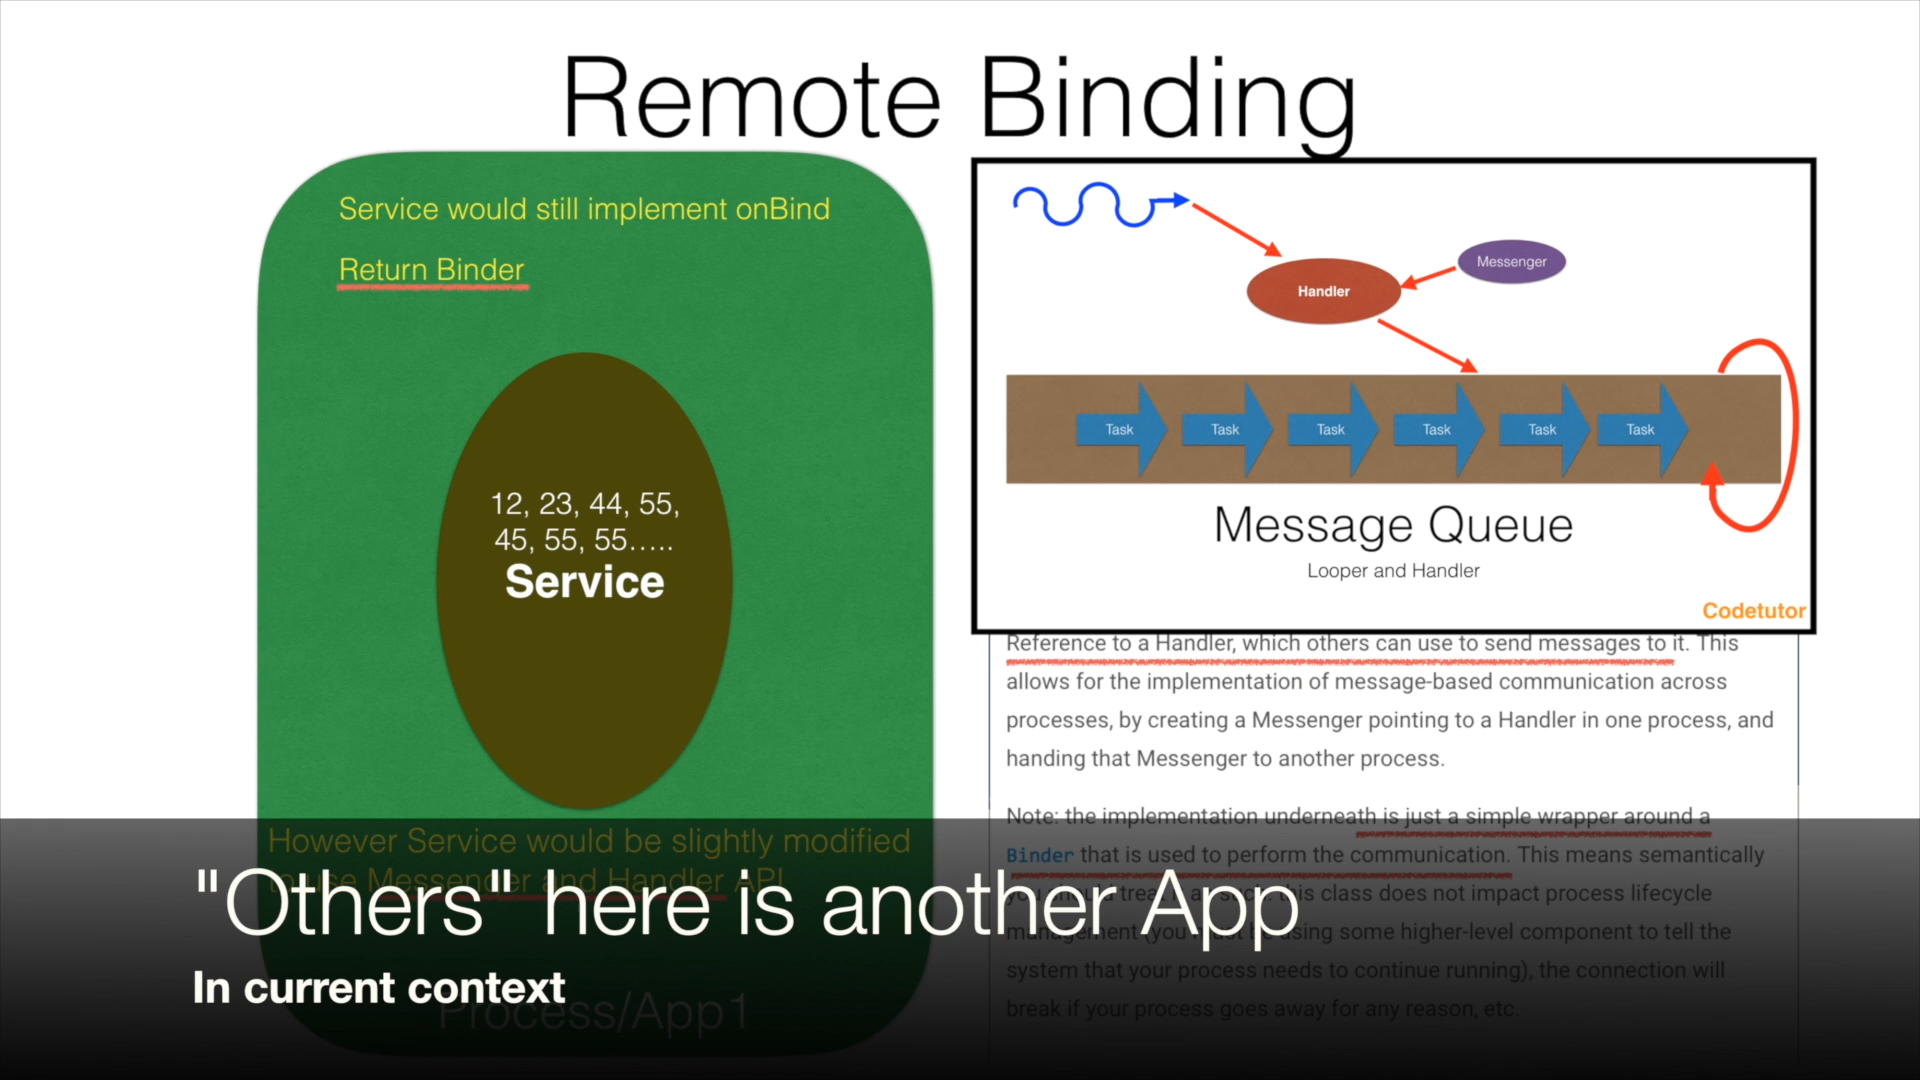 Remote Binding
Service would still implement onBind
Return Binder
12, 23, 44, 55,
45, 55, 55.....
Service
However Service would be slightly modified
to use Messenger and Handler API
Process/App1
Handler
Messenger
Task
Task
Task
Task
Task
Task
Message Queue
Looper and Handler
Codetutor
Reference to a Handler, which others can use to send messages to it. This
allows for the implementation of message-based communication across
processes, by creating a Messenger pointing to a Handler in one process, and
handing that Messenger to another process.
Note: the implementation underneath is just a simple wrapper around a
Binder that is used to perform the communication. This means semantically
you should treat it as such: this class does not impact process lifecycle
management (you must be using some higher-level component to tell the
system that your process needs to continue running), the connection will
break if your process goes away for any reason, etc.
"Others" here is another App
In current context